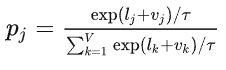 p_j = \frac{\exp(l_j+v_j)/\tau}{\sum_{k=1}^{V} \exp(l_k+v_k)/\tau}